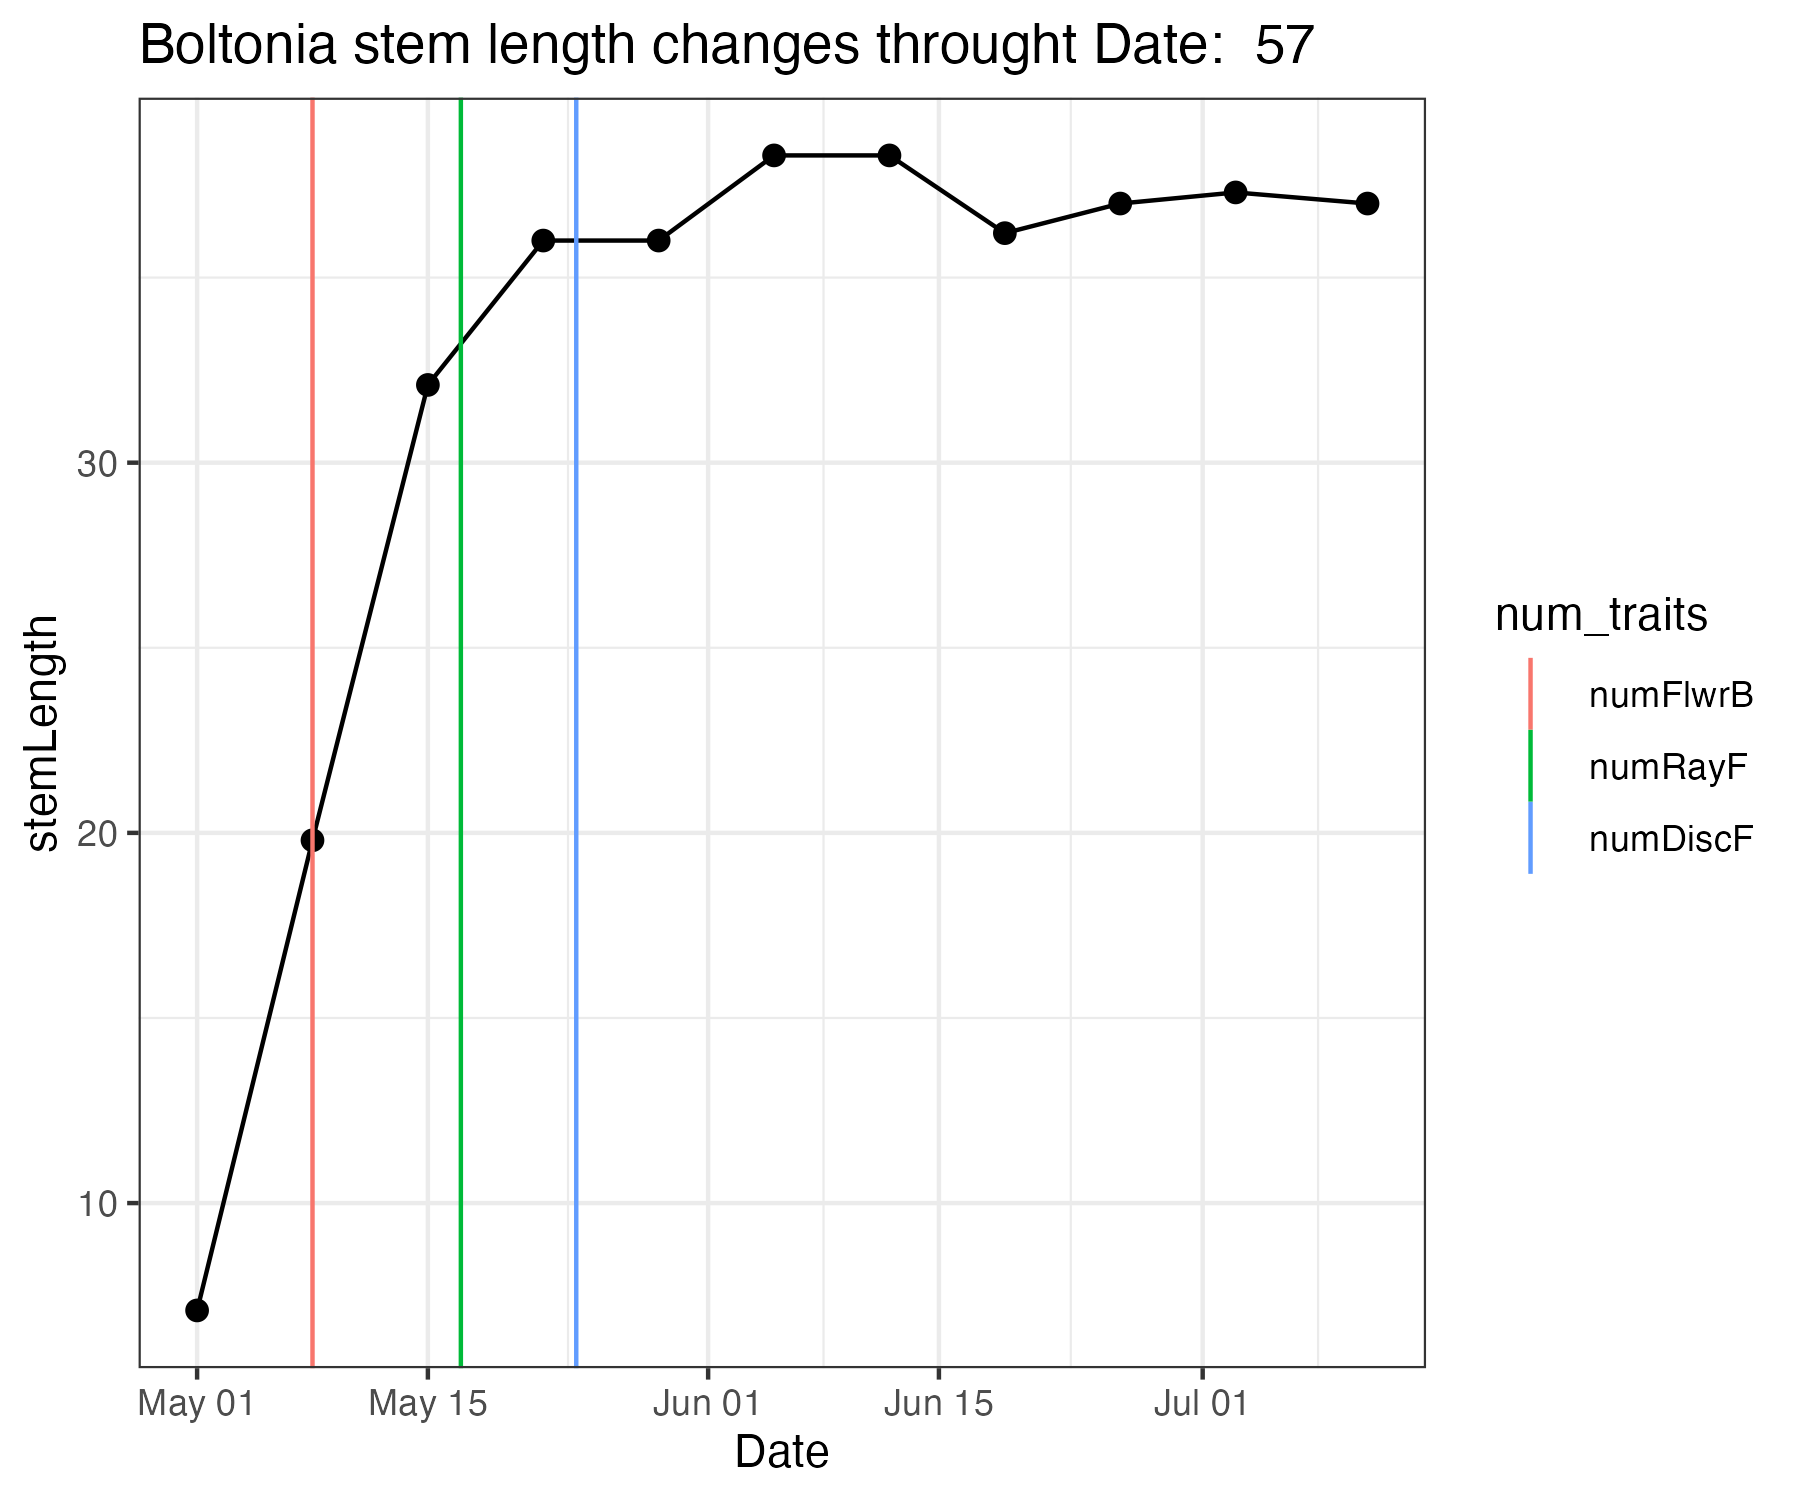 Boltonia stem length changes throught Date:  57
stemLength
30
20
10
May 01
May 15
Jun 01
Jun 15
Jul 01
Date
num_traits
numFlwrB
numRayF
numDiscF